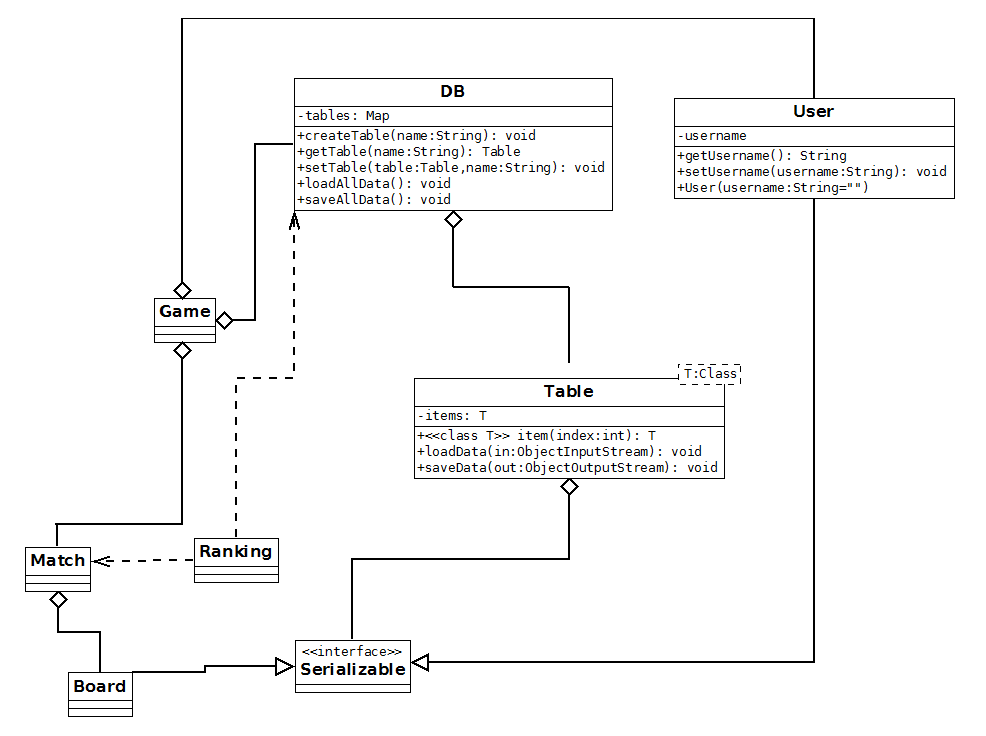 DB
-tables: Map
+createTable(name:String): void
+getTable(name:String): Table
+setTable(table:Table,name:String): void
+loadAllData(): void
+saveAllData(): void
User
-username
+getUsername(): String
+setUsername(username:String): void
+User(username:String="")
Game
T:Class
Table
-items: T
+<<class T>> item(index:int): T
+loadData(in:ObjectInputStream): void
+saveData(out:ObjectOutputStream): void
Match
Ranking
<<interface>>
Serializable
Board